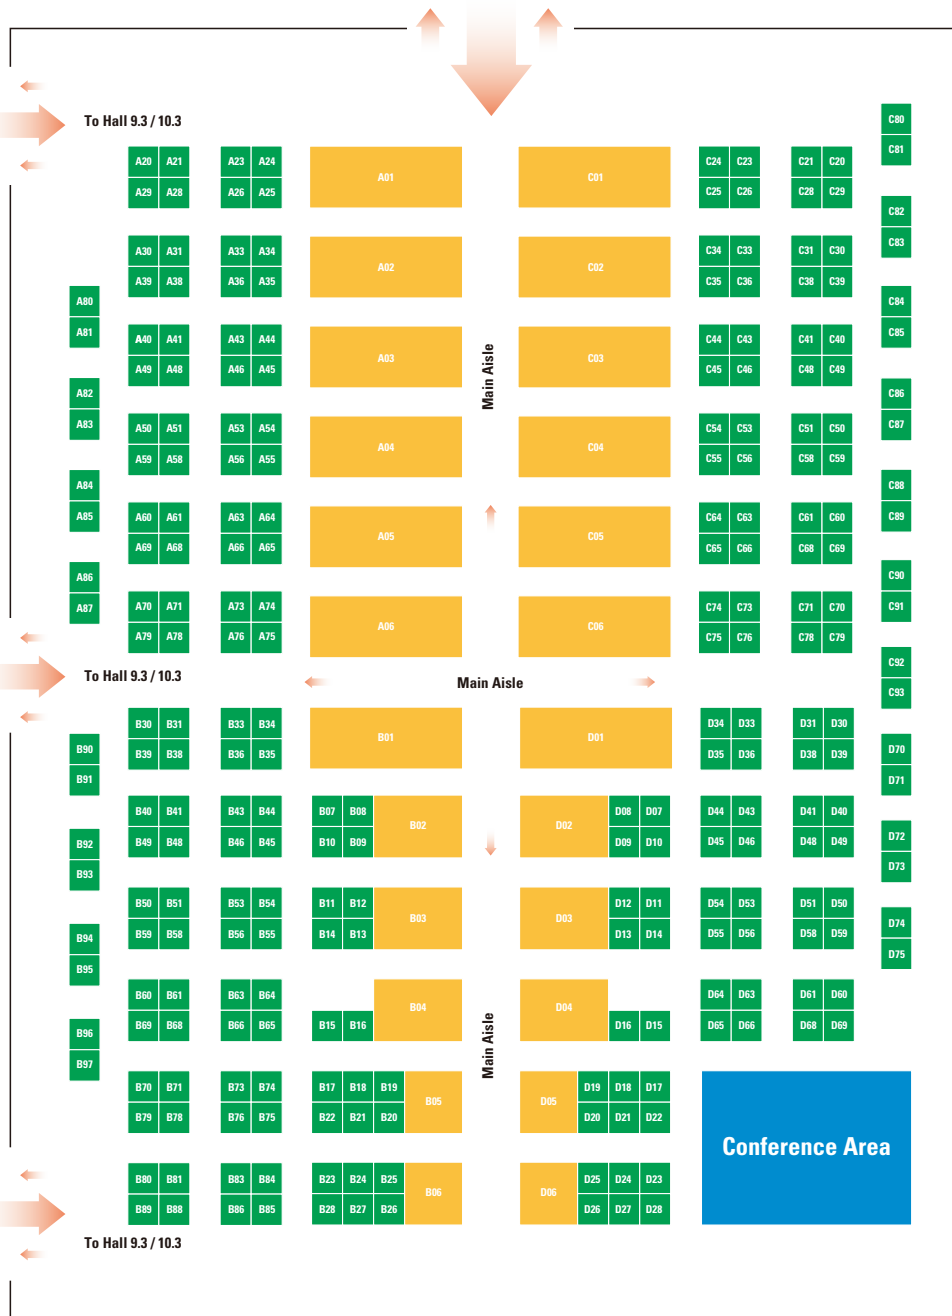 To Hall 9.3 / 10.3
C80
C81
A20 A21 A23 A24 A01 C01 C24 C23 C21 C20
A29 A28 A26 A25 C25 C26 C28 C29
C82
C83
A30 A31 A33 A34 A02 C02 C34 C33 C31 C30
A39 A38 A36 A35 C35 C36 C38 C39
A80 C84
A81 C85
A40 A41 A43 A44 A03 C03 C44 C43 C41 C40
A49 A48 A46 A45 C45 C46 C48 C49
Main Aisle
A82 C86
A83 C87
A50 A51 A53 A54 A04 C04 C54 C53 C51 C50
A59 A58 A56 A55 C55 C56 C58 C59
A84 C88
A85 C89
A60 A61 A63 A64 A05 C05 C64 C63 C61 C60
A69 A68 A66 A65 C65 C66 C68 C69
A86 C90
A87 C91
A70 A71 A73 A74 A06 C06 C74 C73 C71 C70
A79 A78 A76 A75 C75 C76 C78 C79
C92
C93
To Hall 9.3 / 10.3
Main Aisle
B30 B31 B33 B34 B01 D01 D34 D33 D31 D30
B39 B38 B36 B35 D35 D36 D38 D39
B90 D70
B91 D71
B40 B41 B43 B44 B07 B08 B02 D02 D08 D07 D44 D43 D41 D40
B49 B48 B46 B45 B10 B09 D09 D10 D45 D46 D48 D49
B92 D72
B93 D73
B50 B51 B53 B54 B11 B12 B03 D03 D12 D11 D54 D53 D51 D50
B59 B58 B56 B55 B14 B13 D13 D14 D55 D56 D58 D59
B94 D74
B95 D75
B60 B61 B63 B64 B04 D04 D64 D63 D61 D60
B69 B68 B66 B65 B15 B16 D16 D15 D65 D66 D68 D69
B96
B97
Main Aisle
B70 B71 B73 B74 B17 B18 B19 B05 D05 D19 D18 D17
B79 B78 B76 B75 B22 B21 B20 D20 D21 D22
Conference Area
B80 B81 B83 B84 B23 B24 B25 B06 D06 D25 D24 D23
B89 B88 B86 B85 B28 B27 B26 D26 D27 D28
To Hall 9.3 / 10.3